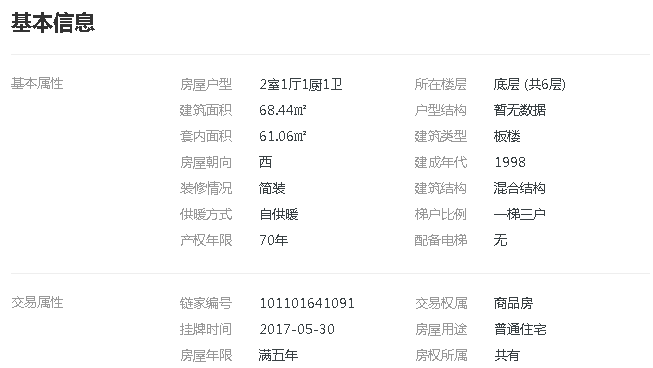 基本信息
基本属性 房屋户型 2室1厅1厨1卫 所在楼层 底层 (共6层)
建筑面积 68.44㎡ 户型结构 暂无数据
套内面积 61.06㎡ 建筑类型 板楼
房屋朝向 西 建成年代 1998
装修情况 简装 建筑结构 混合结构
供暖方式 自供暖 梯户比例 一梯三户
产权年限 70年 配备电梯 无
交易属性 链家编号 101101641091 交易权属 商品房
挂牌时间 2017-05-30 房屋用途 普通住宅
房屋年限 满五年 房权所属 共有